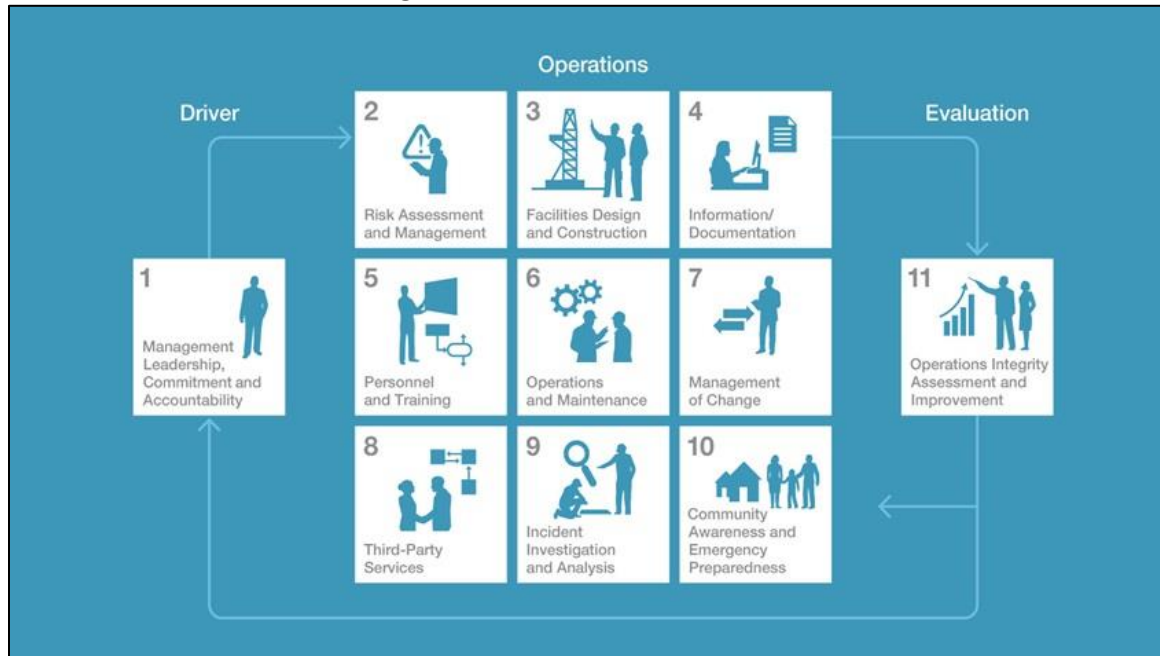 Operations
Driver
Evaluation
2
Risk Assessment
and Management
3
Facilities Design
and Construction
4
Information/
Documentation
1
Management
Leadership,
Commitment and
Accountability
5
Personnel
and Training
6
Operations
and Maintenance
7
Management
of Change
11
Operations Integrity
Assessment and
Improvement
8
Third-Party
Services
9
Incident
Investigation
and Analysis
10
Community
Awareness and
Emergency
Preparedness